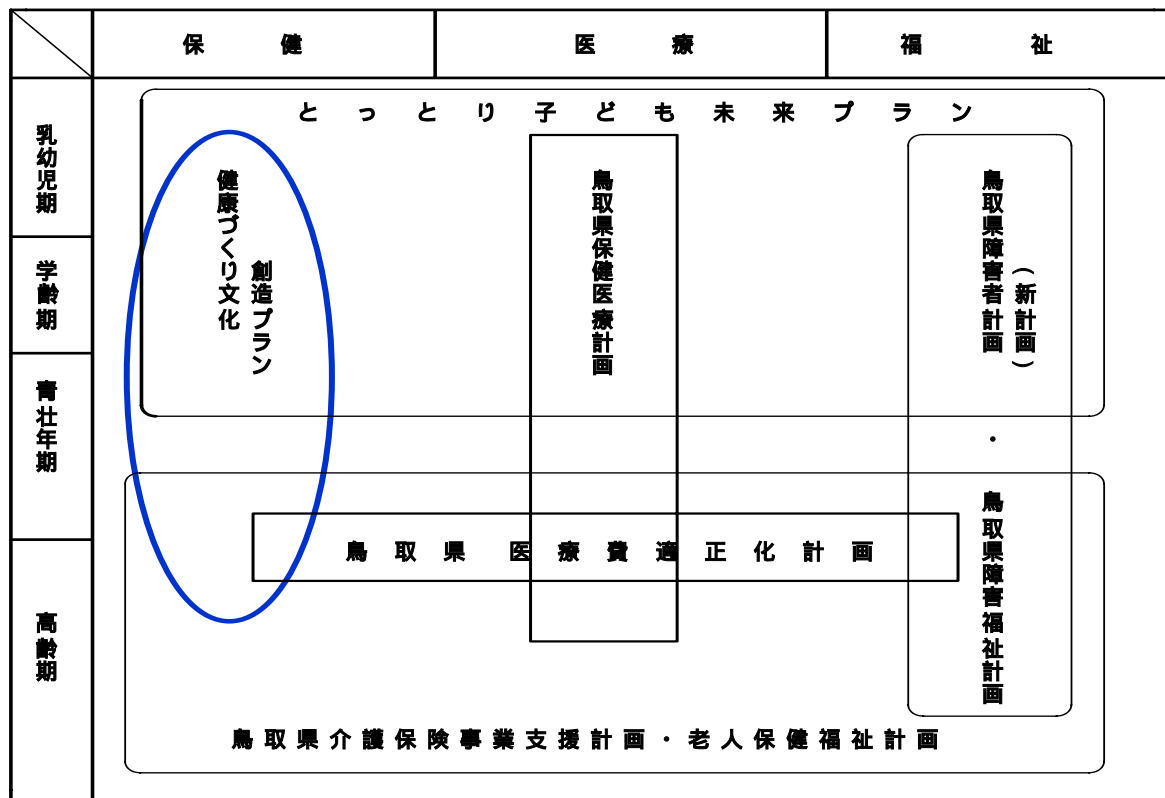 保健
医療
福祉
乳幼児期
学齢期
青壮年期
高齢期
とっとり子ども未来プラン
健康づくり文化
創造プラン
鳥取県保健医療計画
鳥取県障害者計画
（新計画）
・
鳥取県障害福祉計画
鳥取県医療費適正化計画
鳥取県介護保険事業支援計画・老人保健福祉計画